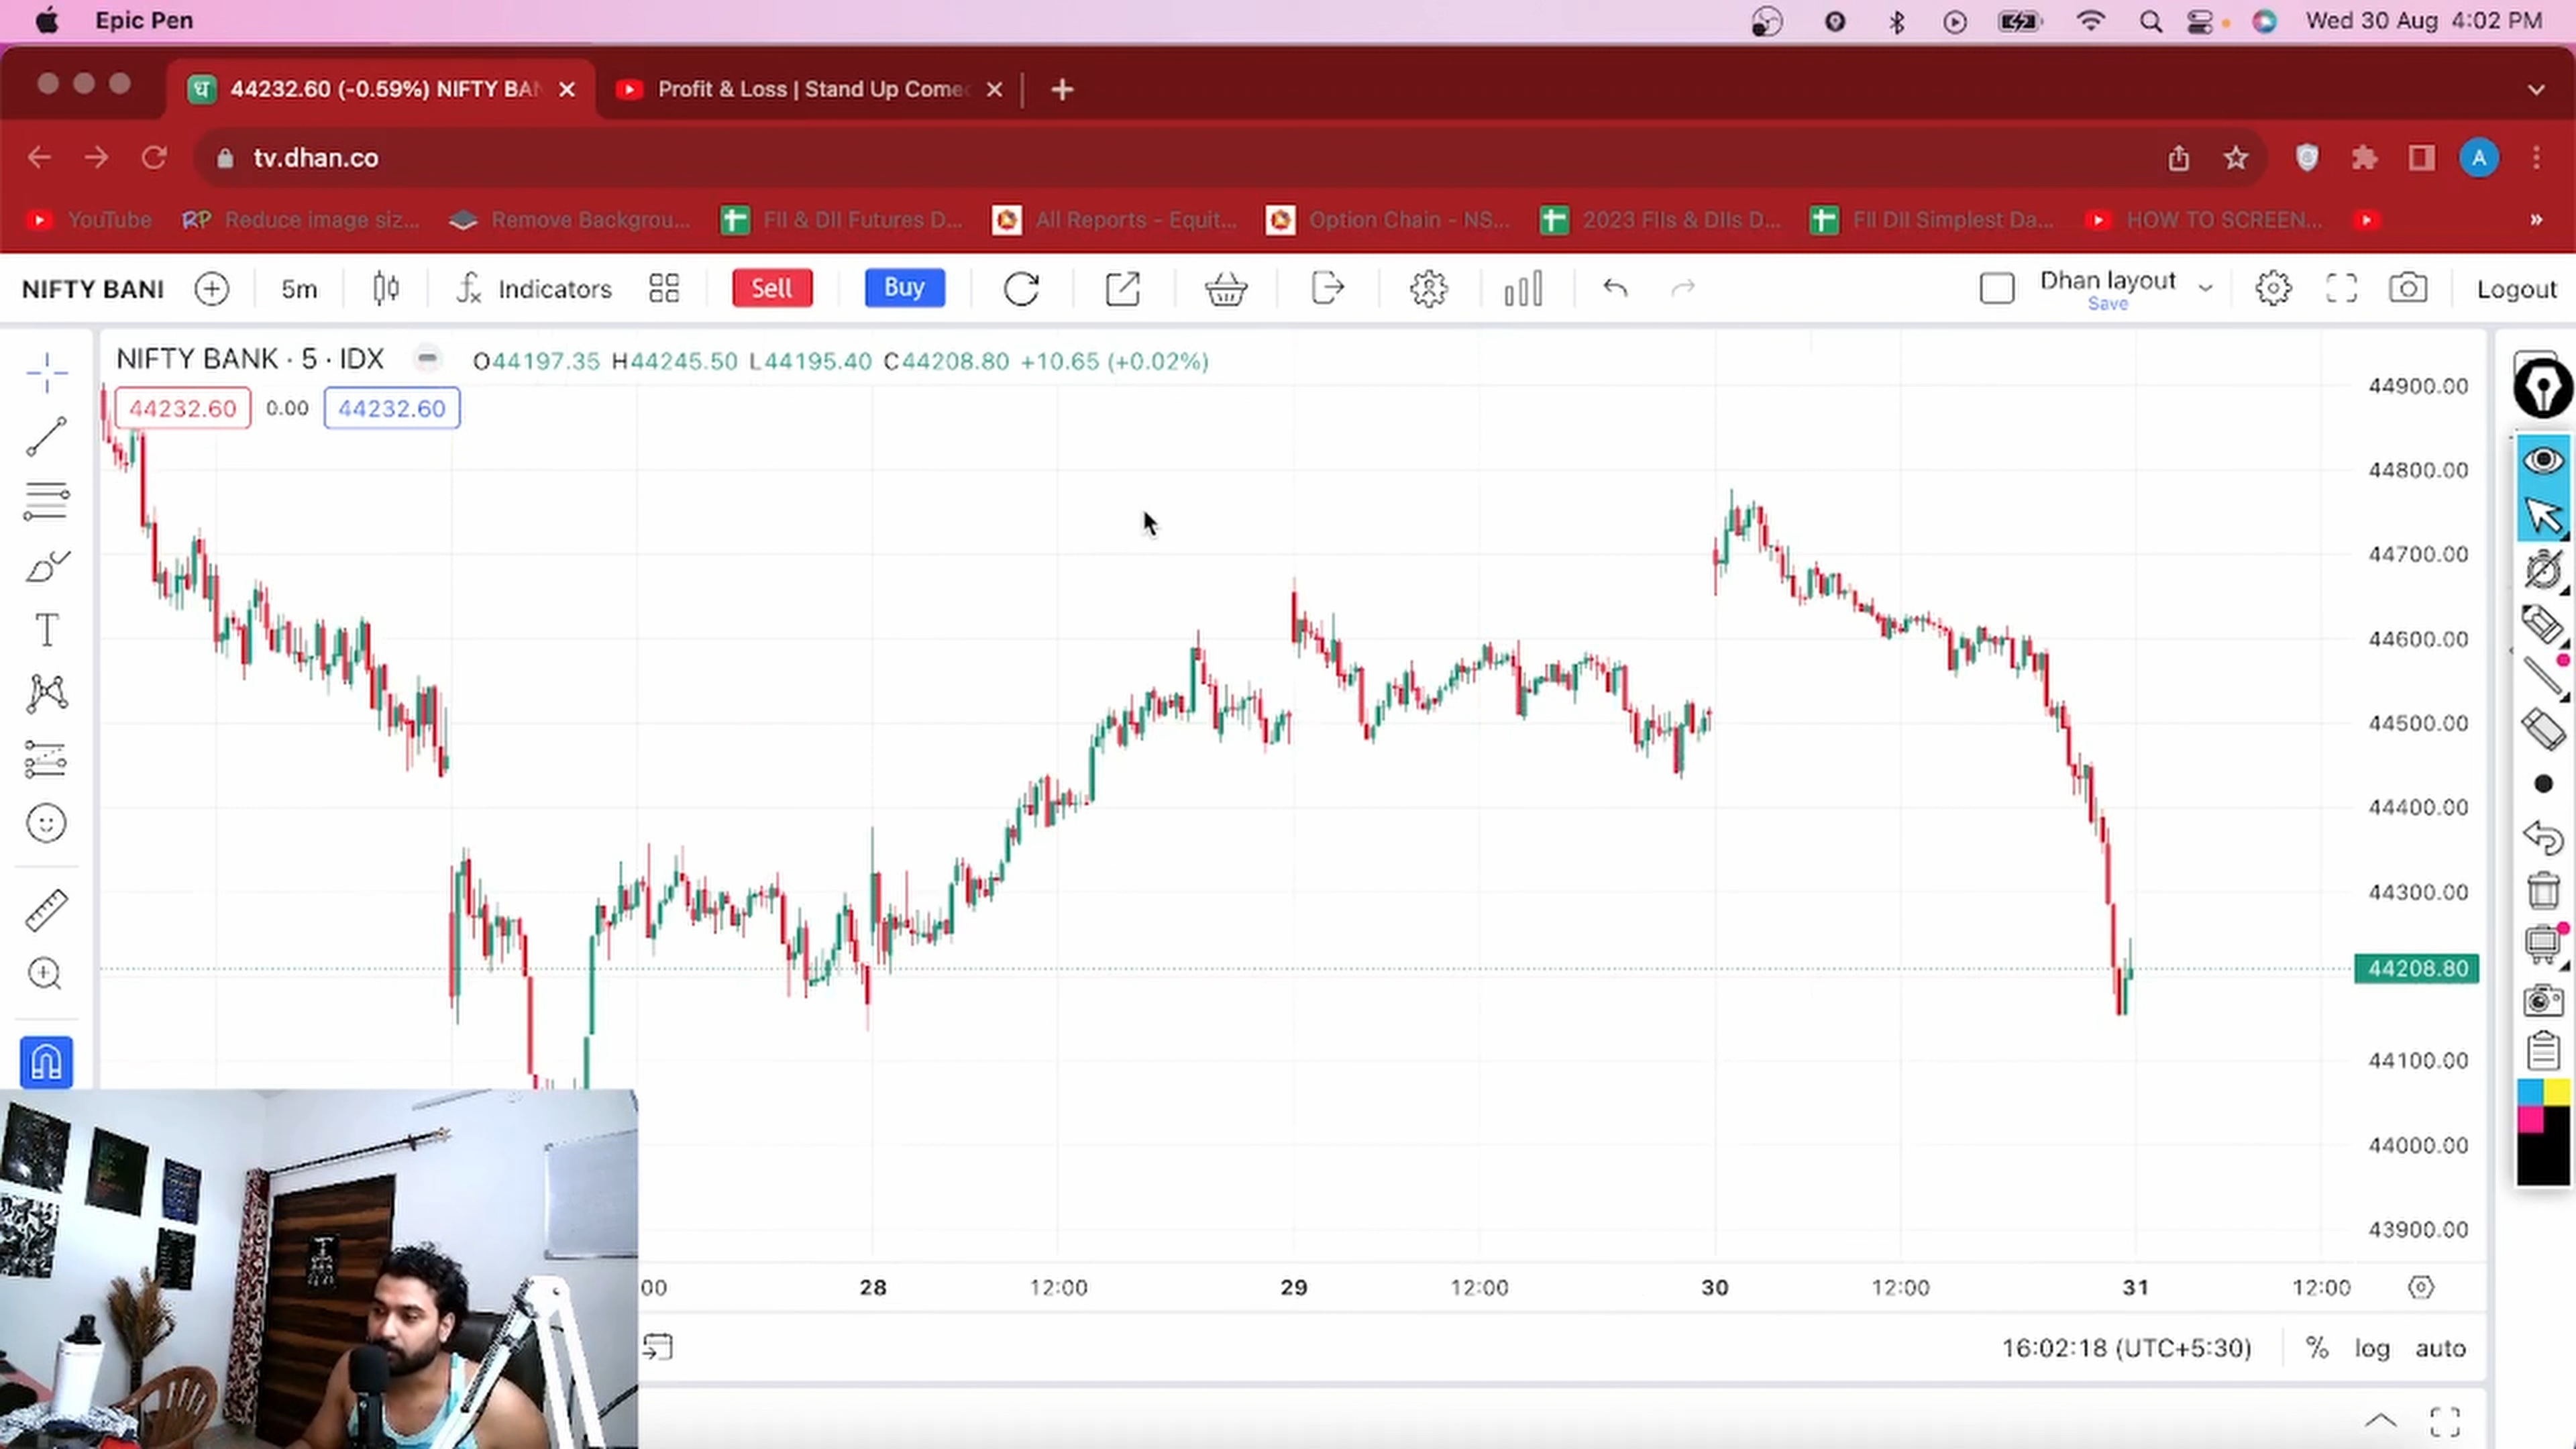 Epic Pen
Wed 30 Aug 4:02 PM
44232.60 (-0.59%) NIFTY BAN
Profit & Loss | Stand Up Come
tv.dhan.co
A
YouTube
RP Reduce image siz...
Remove Backgrou...
FII & DII Futures D...
All Reports - Equit...
Option Chain - NS...
2023 FIIs & DIIs D...
FII DII Simplest Da...
HOW TO SCREEN...
NIFTY BANI
5m
Indicators
Sell
Buy
Dhan layout
Save
Logout
NIFTY BANK · 5 · IDX
O44197.35 H44245.50 L44195.40 C44208.80 +10.65 (+0.02%)
44232.60 0.00 44232.60
44900.00
44800.00
44700.00
44600.00
44500.00
44400.00
44300.00
44208.80
44100.00
44000.00
43900.00
00 28 12:00 29 12:00 30 12:00 31 12:00
16:02:18 (UTC+5:30) % log auto